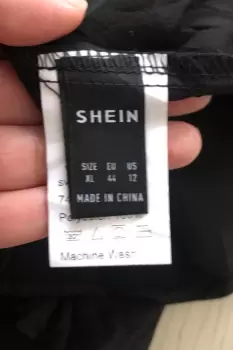 SHEIN
SIZE EU US
XL 44 12
MADE IN CHINA
Machine Wash